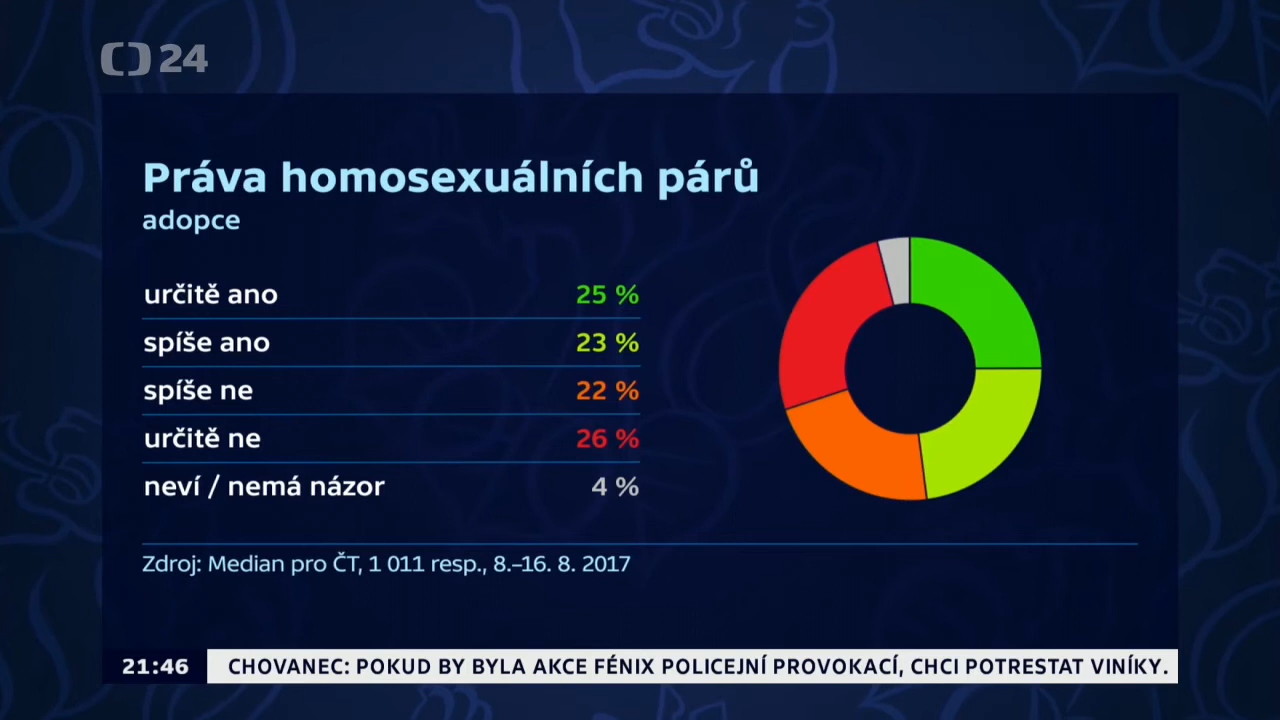 24
Práva homosexuálních párů
adopce
určitě ano 25 %
spíše ano 23 %
spíše ne 22 %
určitě ne 26 %
neví / nemá názor 4 %
Zdroj: Median pro ČT, 1 011 resp., 8.–16. 8. 2017
21:46 CHOVANEC: POKUD BY BYLA AKCE FÉNIX POLICEJNÍ PROVOKACÍ, CHCI POTRESTAT VINÍKY.